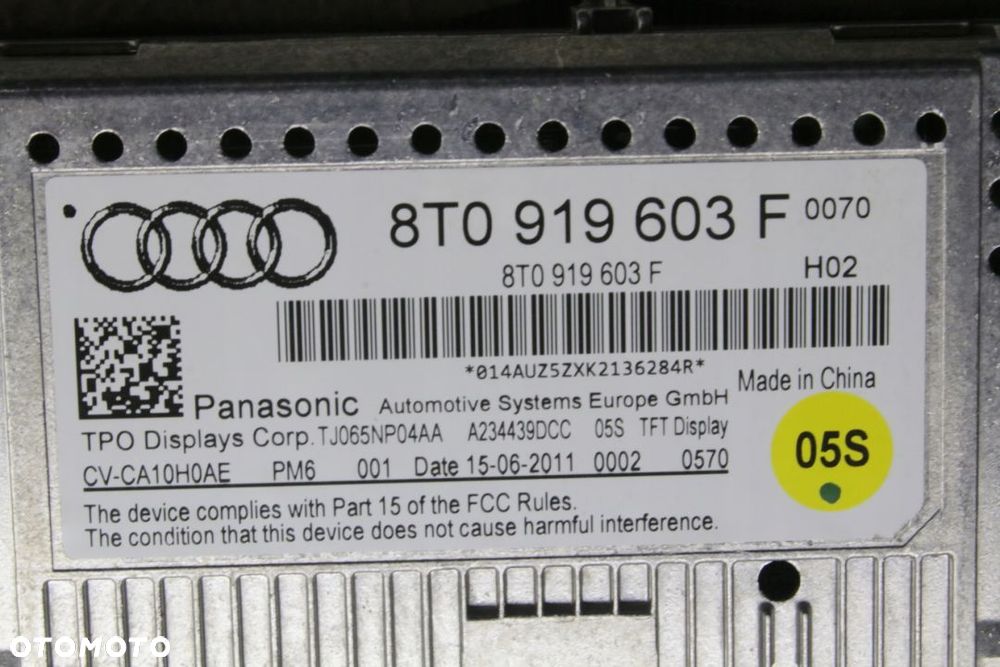 8T0 919 603 F 0070
8T0 919 603 F H02
*014AUZ5ZXK2136284R*
Made in China
Panasonic Automotive Systems Europe GmbH
TPO Displays Corp. TJ065NP04AA A234439DCC 05S TFT Display
CV-CA10H0AE PM6 001 Date 15-06-2011 0002 0570
05S
The device complies with Part 15 of the FCC Rules.
The condition that this device does not cause harmful interference.
OTOMOTO